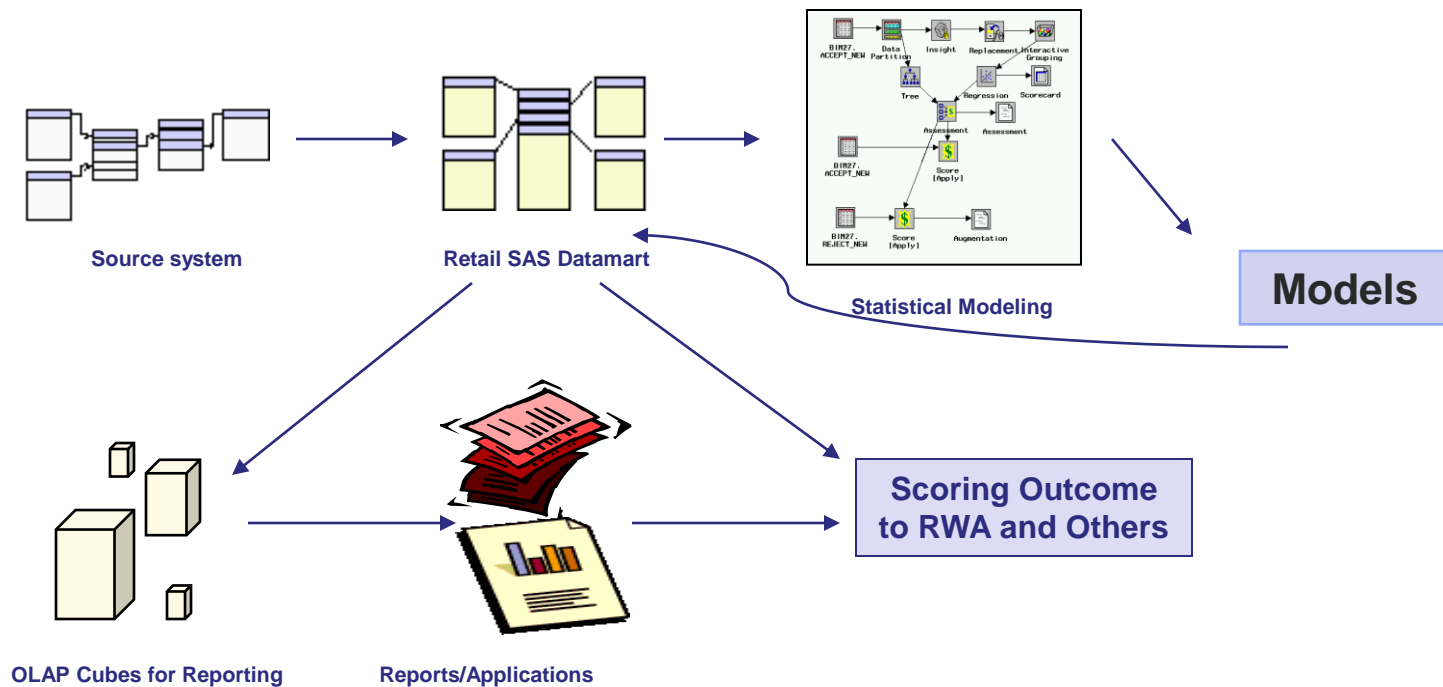 BIM27.
ACCEPT_NEW
Data
Partition
Insight
Replacement
Interactive
Grouping
Tree
Regression
Scorecard
Assessment
Assessment
BIM27.
ACCEPT_NEW
Score
[Apply]
BIM27.
REJECT_NEW
Score
[Apply]
Augmentation
Source system
Retail SAS Datamart
Statistical Modeling
Models
Scoring Outcome
to RWA and Others
OLAP Cubes for Reporting
Reports/Applications